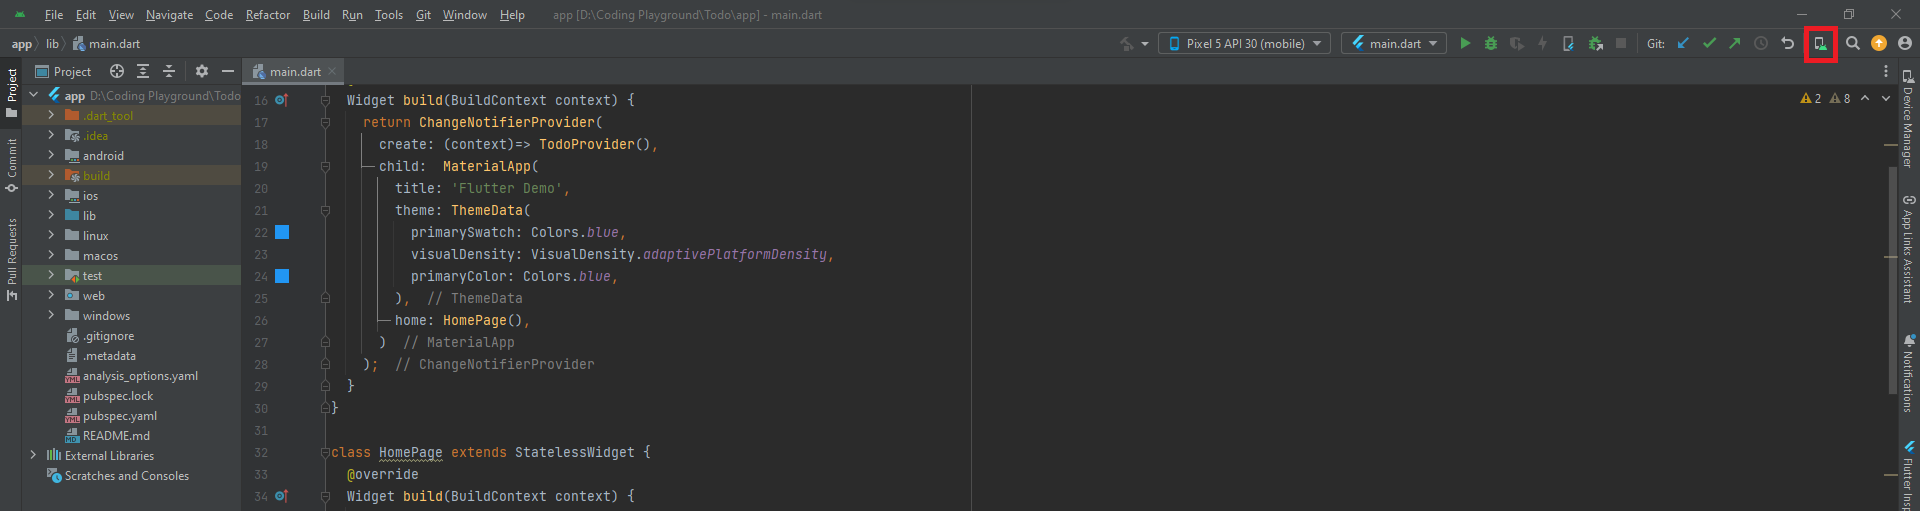 File Edit View Navigate Code Refactor Build Run Tools Git Window Help app [D:\Coding Playground\Todo\app] - main.dart
app lib main.dart Pixel 5 API 30 (mobile) main.dart Git:
Project main.dart
Project
Commit
Pull Requests
app D:\Coding Playground\Todo
.dart_tool
.idea
android
build
ios
lib
linux
macos
test
web
windows
.gitignore
.metadata
analysis_options.yaml
pubspec.lock
pubspec.yaml
README.md
External Libraries
Scratches and Consoles
16 Widget build(BuildContext context) {
17 return ChangeNotifierProvider(
18 create: (context)=> TodoProvider(),
19 child:  MaterialApp(
20 title: 'Flutter Demo',
21 theme: ThemeData(
22 primarySwatch: Colors.blue,
23 visualDensity: VisualDensity.adaptivePlatformDensity,
24 primaryColor: Colors.blue,
25 ),  // ThemeData
26 home: HomePage(),
27 )  // MaterialApp
28 );  // ChangeNotifierProvider
29 }
30 }
31
32 class HomePage extends StatelessWidget {
33 @override
34 Widget build(BuildContext context) {
2 8
Device Manager
App Links Assistant
Notifications
Flutter Insp